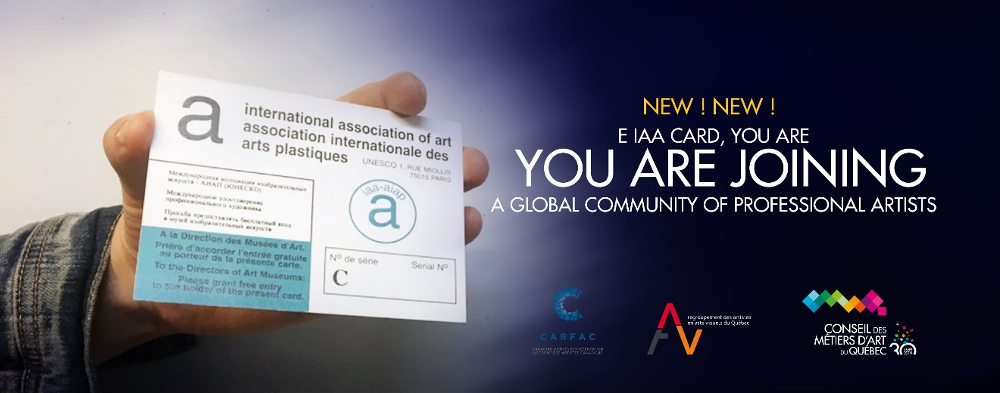 a
international association of art
association internationale des
arts plastiques
UNESCO 1, RUE MIOLLIS
75015 PARIS
Международная ассоциация изобразительных
искусств - АИАП (ЮНЕСКО)
Международное удостоверение
профессионального художника
Просьба предоставлять бесплатный вход
в музеи изобразительных искусств
iaa-aiap
a
A la Direction des Musées d'Art.
Prière d'accorder l'entrée gratuite
au porteur de la présente carte.
To the Directors of Art Museums:
Please grant free entry
to the holder of the present card.
Nº de série Serial Nº
C
NEW ! NEW !
E IAA CARD, YOU ARE
YOU ARE JOINING
A GLOBAL COMMUNITY OF PROFESSIONAL ARTISTS
CARFAC
CANADIAN ARTISTS REPRESENTATION
LE FRONT DES ARTISTES CANADIENS
AV
regroupement des artistes
en arts visuels du Québec
CONSEIL DES
MÉTIERS D'ART
DU QUÉBEC
30